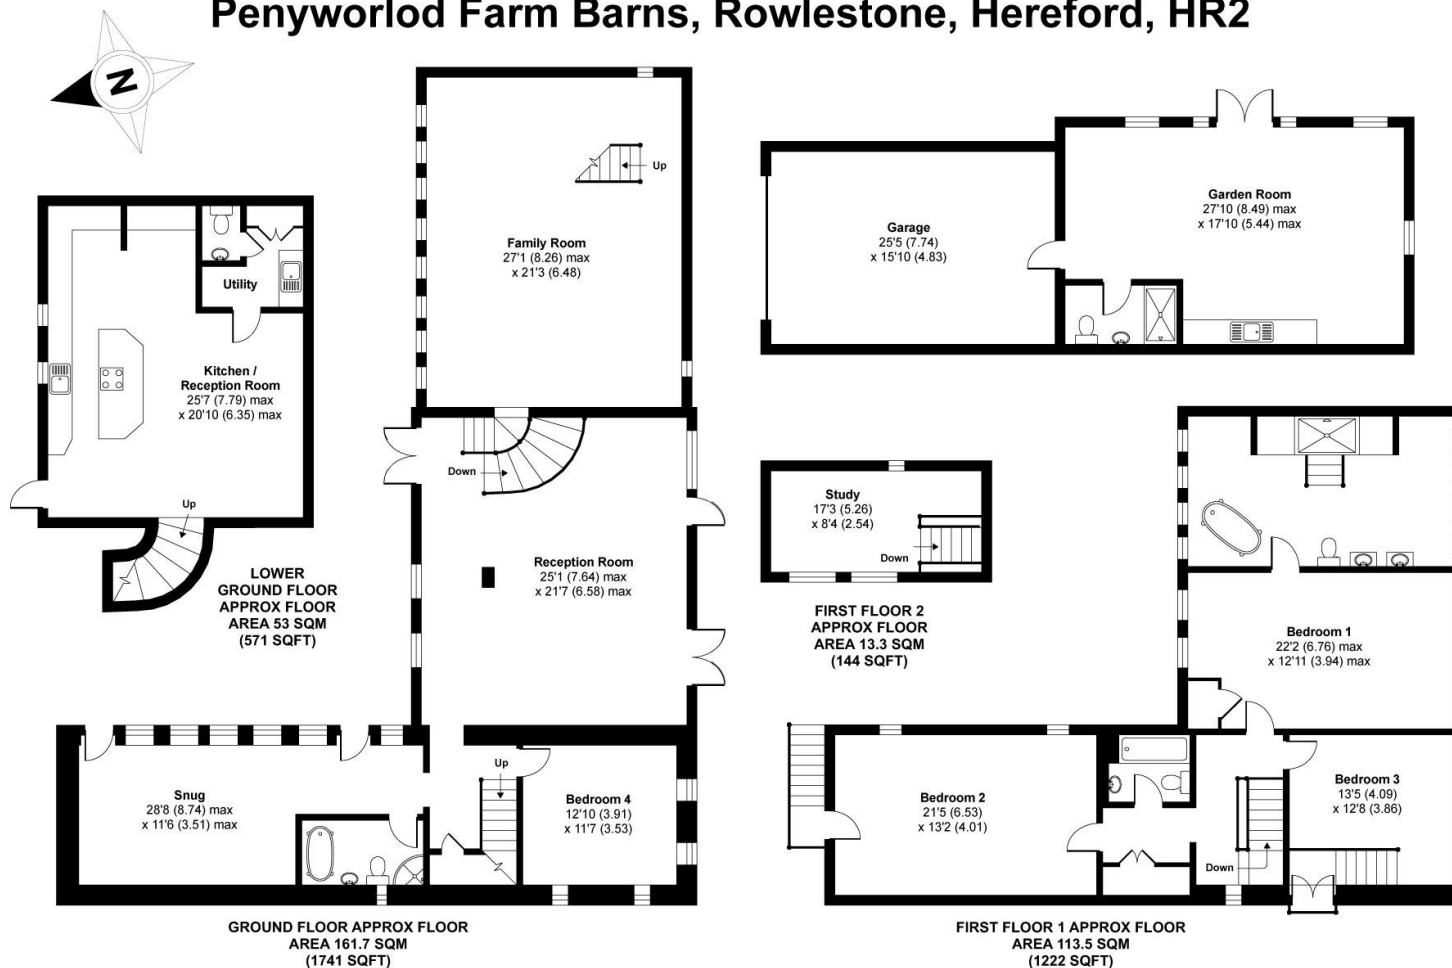 Penyworlod Farm Barns, Rowlestone, Hereford, HR2
N
Up
Family Room
27'1 (8.26) max
x 21'3 (6.48)
Garage
25'5 (7.74)
x 15'10 (4.83)
Garden Room
27'10 (8.49) max
x 17'10 (5.44) max
Utility
Kitchen /
Reception Room
25'7 (7.79) max
x 20'10 (6.35) max
Up
LOWER
GROUND FLOOR
APPROX FLOOR
AREA 53 SQM
(571 SQFT)
Down
Reception Room
25'1 (7.64) max
x 21'7 (6.58) max
Study
17'3 (5.26)
x 8'4 (2.54)
Down
FIRST FLOOR 2
APPROX FLOOR
AREA 13.3 SQM
(144 SQFT)
Bedroom 1
22'2 (6.76) max
x 12'11 (3.94) max
Snug
28'8 (8.74) max
x 11'6 (3.51) max
Up
Bedroom 4
12'10 (3.91)
x 11'7 (3.53)
Bedroom 2
21'5 (6.53)
x 13'2 (4.01)
Down
Bedroom 3
13'5 (4.09)
x 12'8 (3.86)
GROUND FLOOR APPROX FLOOR
AREA 161.7 SQM
(1741 SQFT)
FIRST FLOOR 1 APPROX FLOOR
AREA 113.5 SQM
(1222 SQFT)